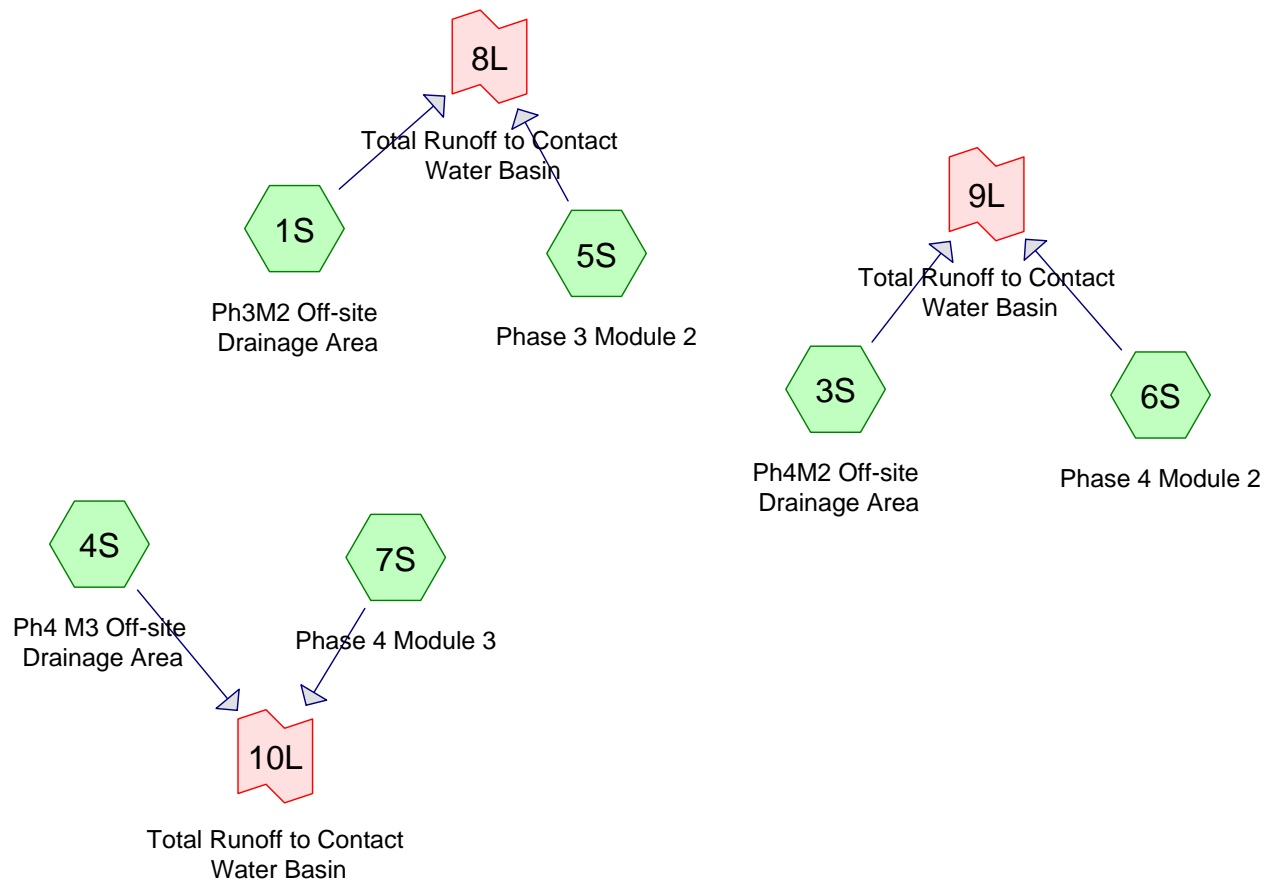 8L
Total Runoff to Contact
Water Basin
1S
Ph3M2 Off-site
Drainage Area
5S
Phase 3 Module 2
9L
Total Runoff to Contact
Water Basin
3S
Ph4M2 Off-site
Drainage Area
6S
Phase 4 Module 2
4S
Ph4 M3 Off-site
Drainage Area
7S
Phase 4 Module 3
10L
Total Runoff to Contact
Water Basin